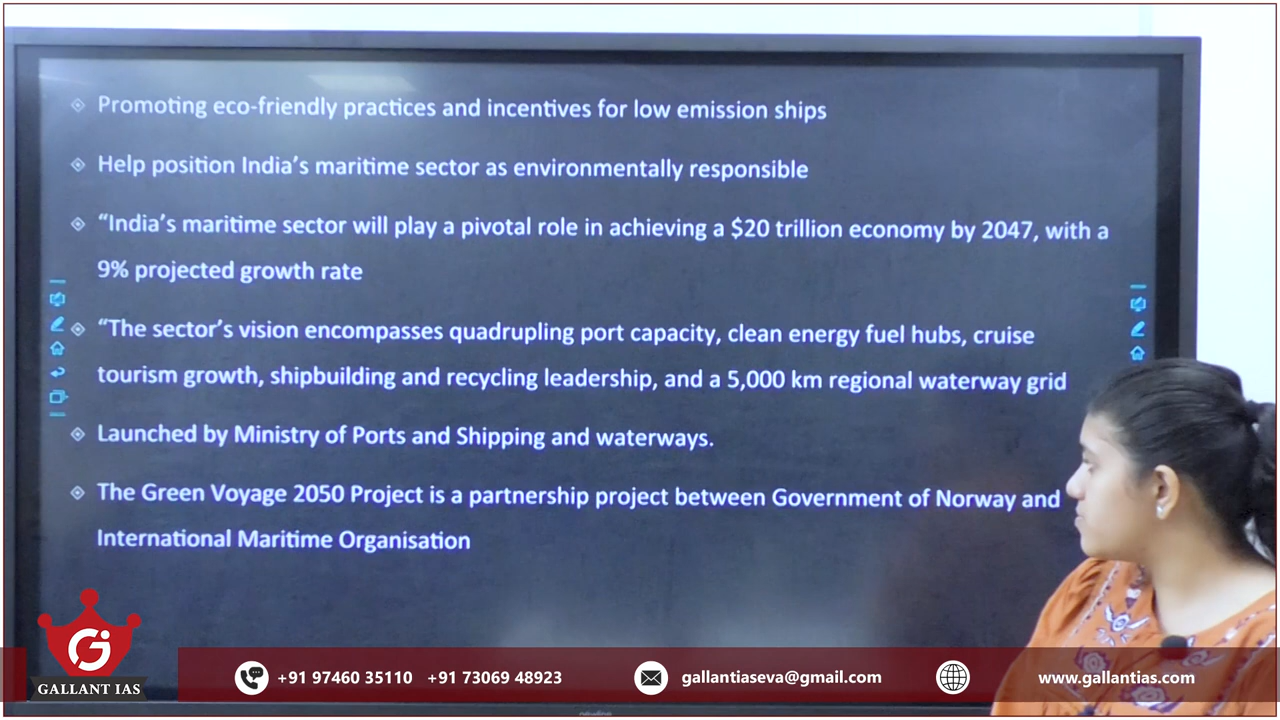 Promoting eco-friendly practices and incentives for low emission ships
Help position India's maritime sector as environmentally responsible
“India's maritime sector will play a pivotal role in achieving a $20 trillion economy by 2047, with a
9% projected growth rate
“The sector's vision encompasses quadrupling port capacity, clean energy fuel hubs, cruise
tourism growth, shipbuilding and recycling leadership, and a 5,000 km regional waterway grid
Launched by Ministry of Ports and Shipping and waterways.
The Green Voyage 2050 Project is a partnership project between Government of Norway and
International Maritime Organisation
Gi
GALLANT IAS
+91 97460 35110 +91 73069 48923
gallantiaseva@gmail.com
www.gallantias.com